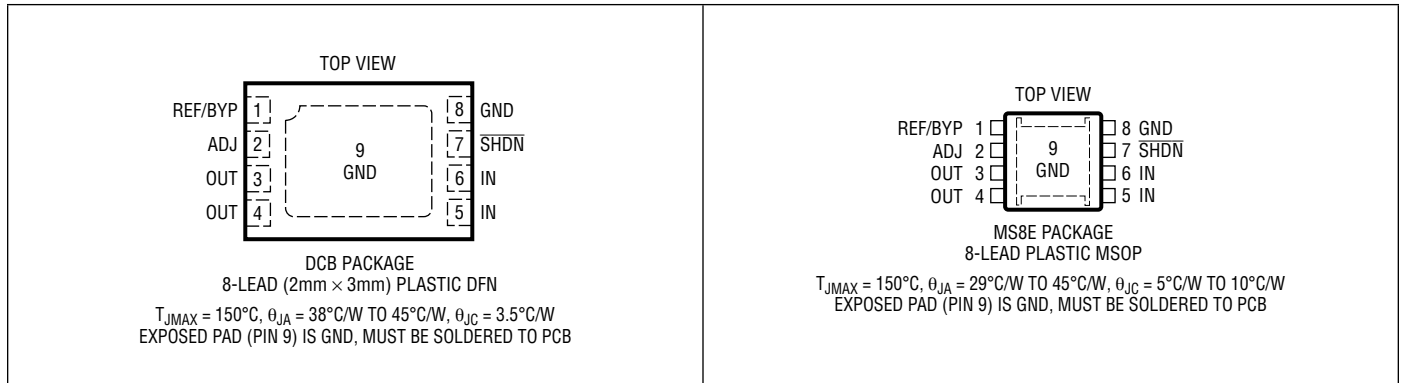 TOP VIEW
REF/BYP 1 8 GND
ADJ 2 9 7 SHDN
OUT 3 GND 6 IN
OUT 4 5 IN
DCB PACKAGE
8-LEAD (2mm × 3mm) PLASTIC DFN
TJMAX = 150°C, θJA = 38°C/W TO 45°C/W, θJC = 3.5°C/W
EXPOSED PAD (PIN 9) IS GND, MUST BE SOLDERED TO PCB
TOP VIEW
REF/BYP 1 8 GND
ADJ 2 9 7 SHDN
OUT 3 GND 6 IN
OUT 4 5 IN
MS8E PACKAGE
8-LEAD PLASTIC MSOP
TJMAX = 150°C, θJA = 29°C/W TO 45°C/W, θJC = 5°C/W TO 10°C/W
EXPOSED PAD (PIN 9) IS GND, MUST BE SOLDERED TO PCB